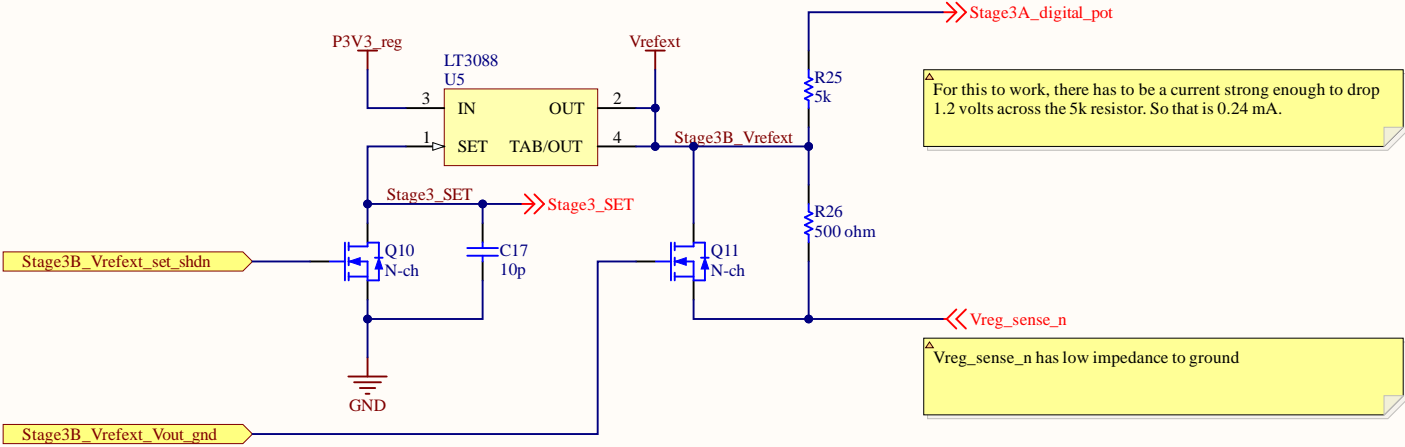 Stage3A_digital_pot
P3V3_reg
Vrefext
LT3088
U5
3
IN
OUT
2
1
SET
TAB/OUT
4
R25
5k
For this to work, there has to be a current strong enough to drop
1.2 volts across the 5k resistor. So that is 0.24 mA.
Stage3B_Vrefext
Stage3_SET
Stage3_SET
R26
500 ohm
Stage3B_Vrefext_set_shdn
Q10
N-ch
C17
10p
Q11
N-ch
Vreg_sense_n
Vreg_sense_n has low impedance to ground
GND
Stage3B_Vrefext_Vout_gnd